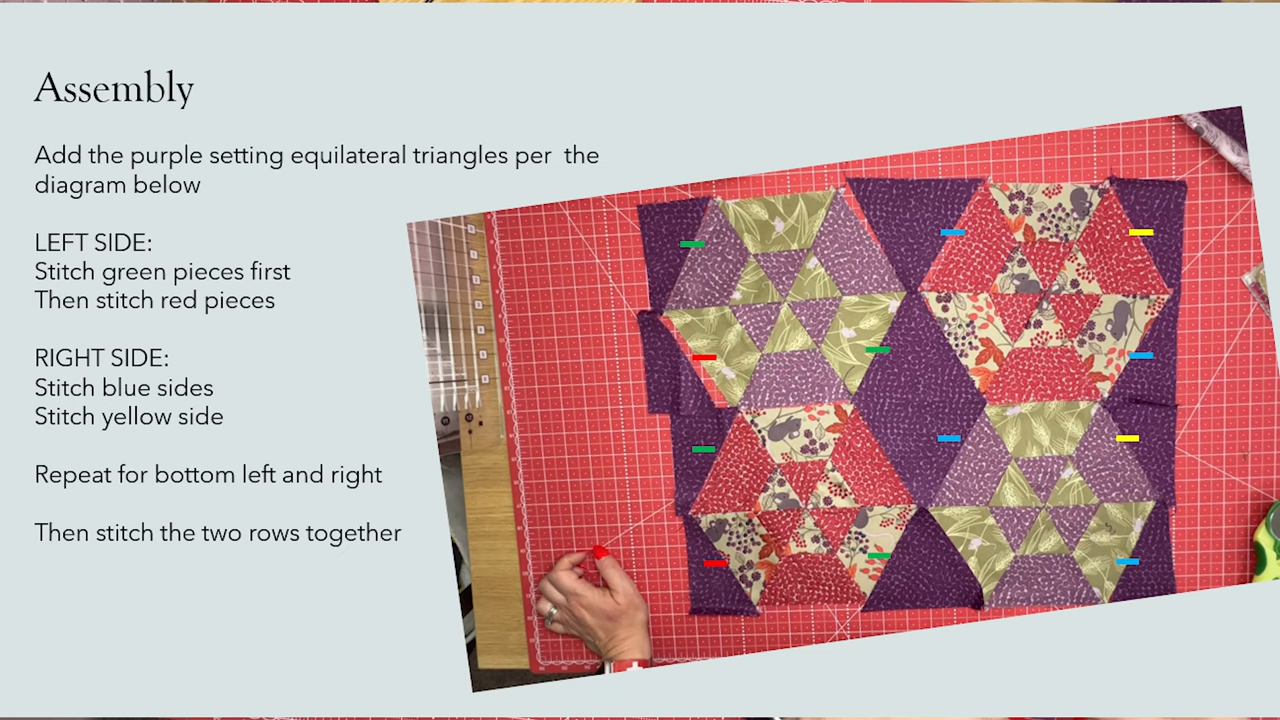 Assembly
Add the purple setting equilateral triangles per the
diagram below
LEFT SIDE:
Stitch green pieces first
Then stitch red pieces
RIGHT SIDE:
Stitch blue sides
Stitch yellow side
Repeat for bottom left and right
Then stitch the two rows together